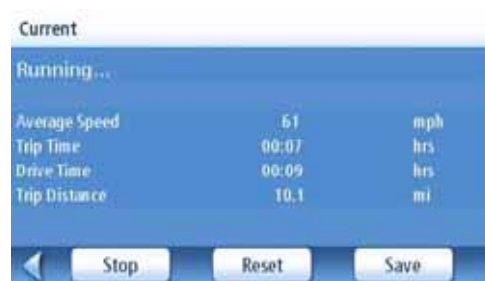 Current
Running...
Average Speed 61 mph
Trip Time 00:07 hrs
Drive Time 00:09 hrs
Trip Distance 10.1 mi
Stop Reset Save